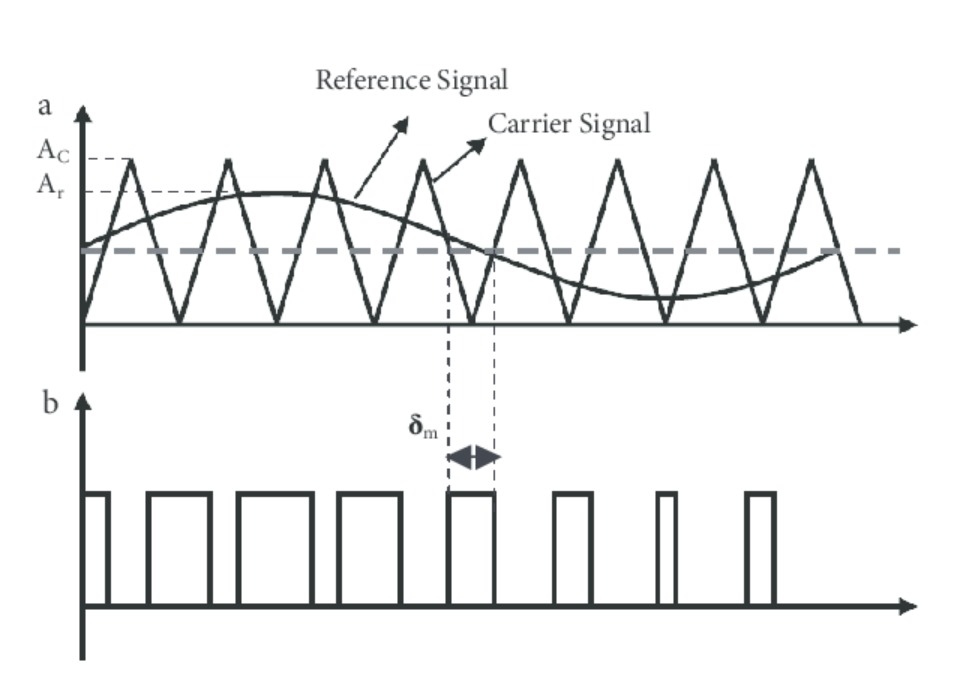 Reference Signal
a
Carrier Signal
A_C
A_r
b
δ_m